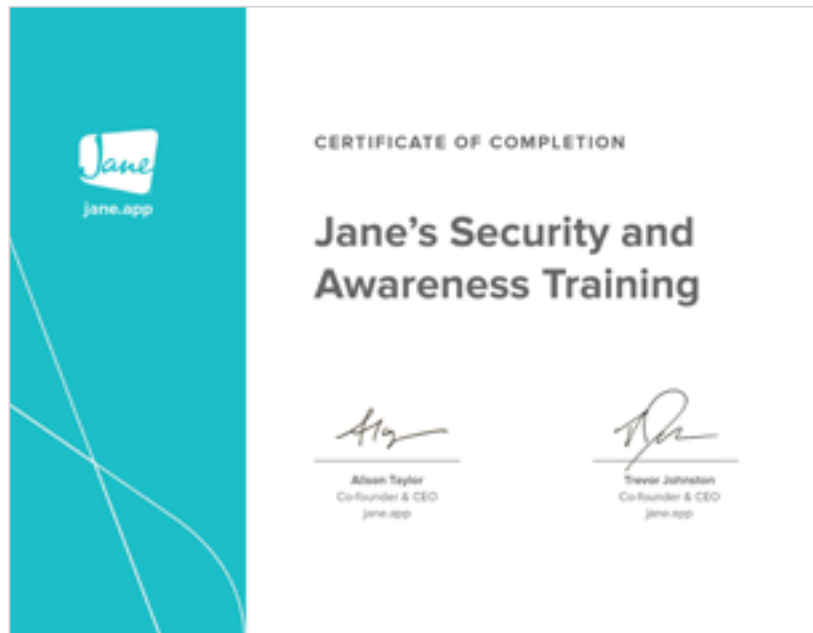 Jane
jane.app
CERTIFICATE OF COMPLETION
Jane's Security and
Awareness Training
Alison Taylor
Co-founder & CEO
jane.app
Trevor Johnston
Co-founder & CEO
jane.app